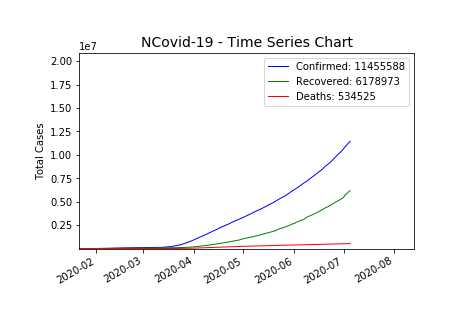 NCovid-19 - Time Series Chart
1e7
2.00
1.75
1.50
1.25
1.00
0.75
0.50
0.25
Total Cases
Confirmed: 11455588
Recovered: 6178973
Deaths: 534525
2020-02
2020-03
2020-04
2020-05
2020-06
2020-07
2020-08